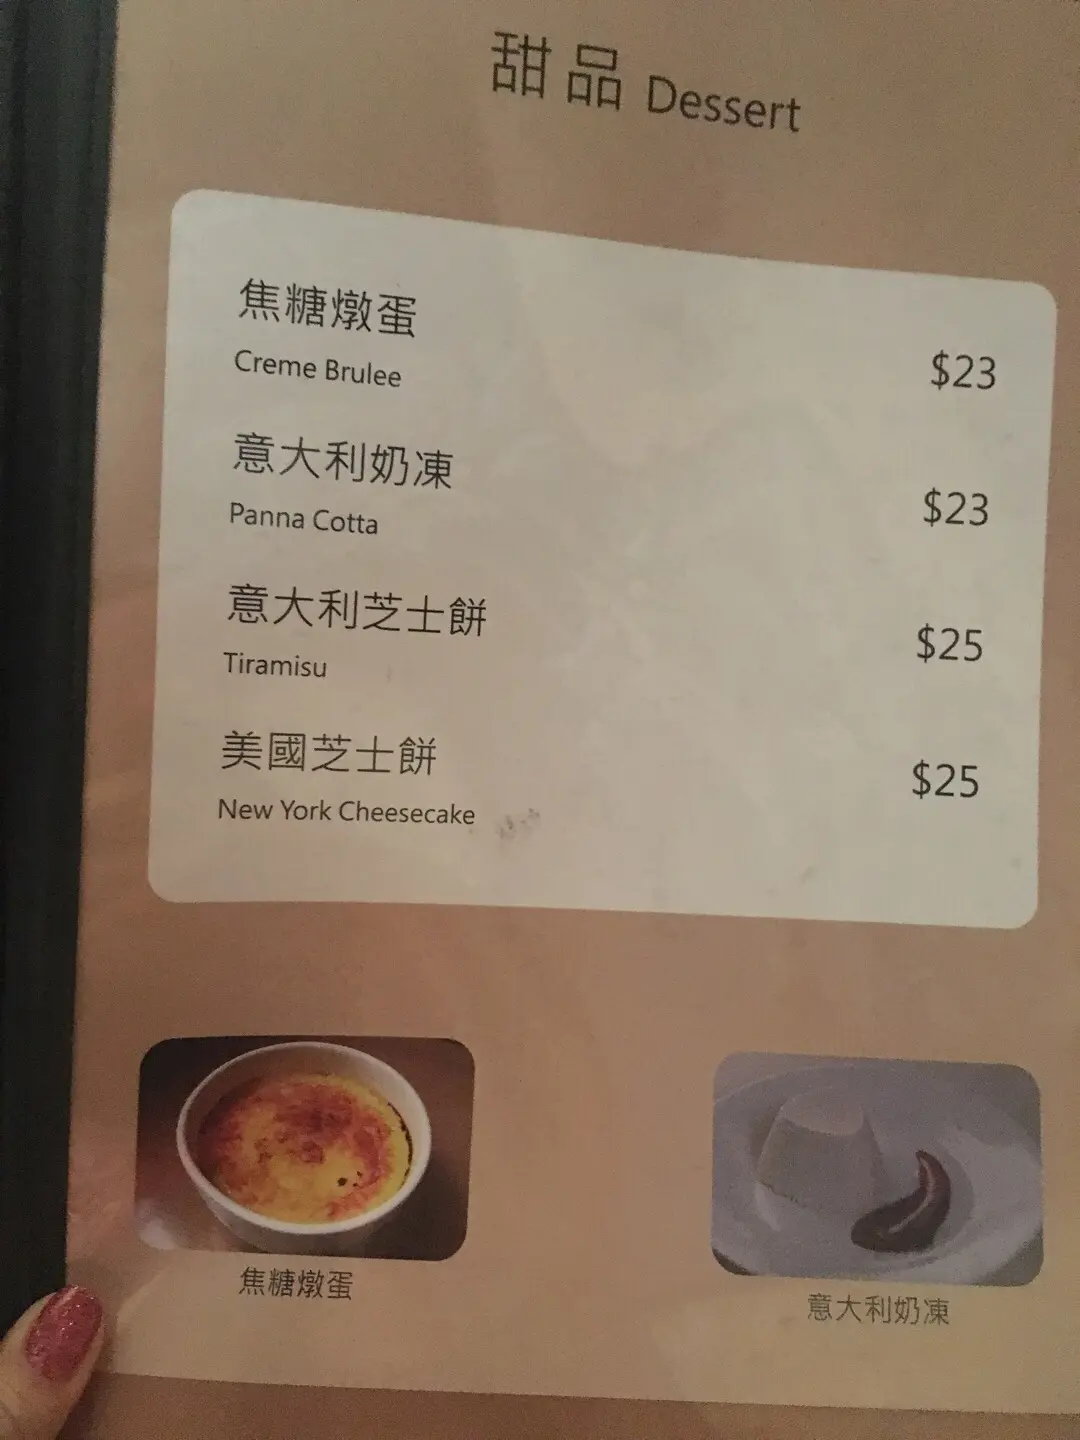 甜品 Dessert
焦糖燉蛋
Creme Brulee $23
意大利奶凍
Panna Cotta $23
意大利芝士餅
Tiramisu $25
美國芝士餅
New York Cheesecake $25
焦糖燉蛋
意大利奶凍